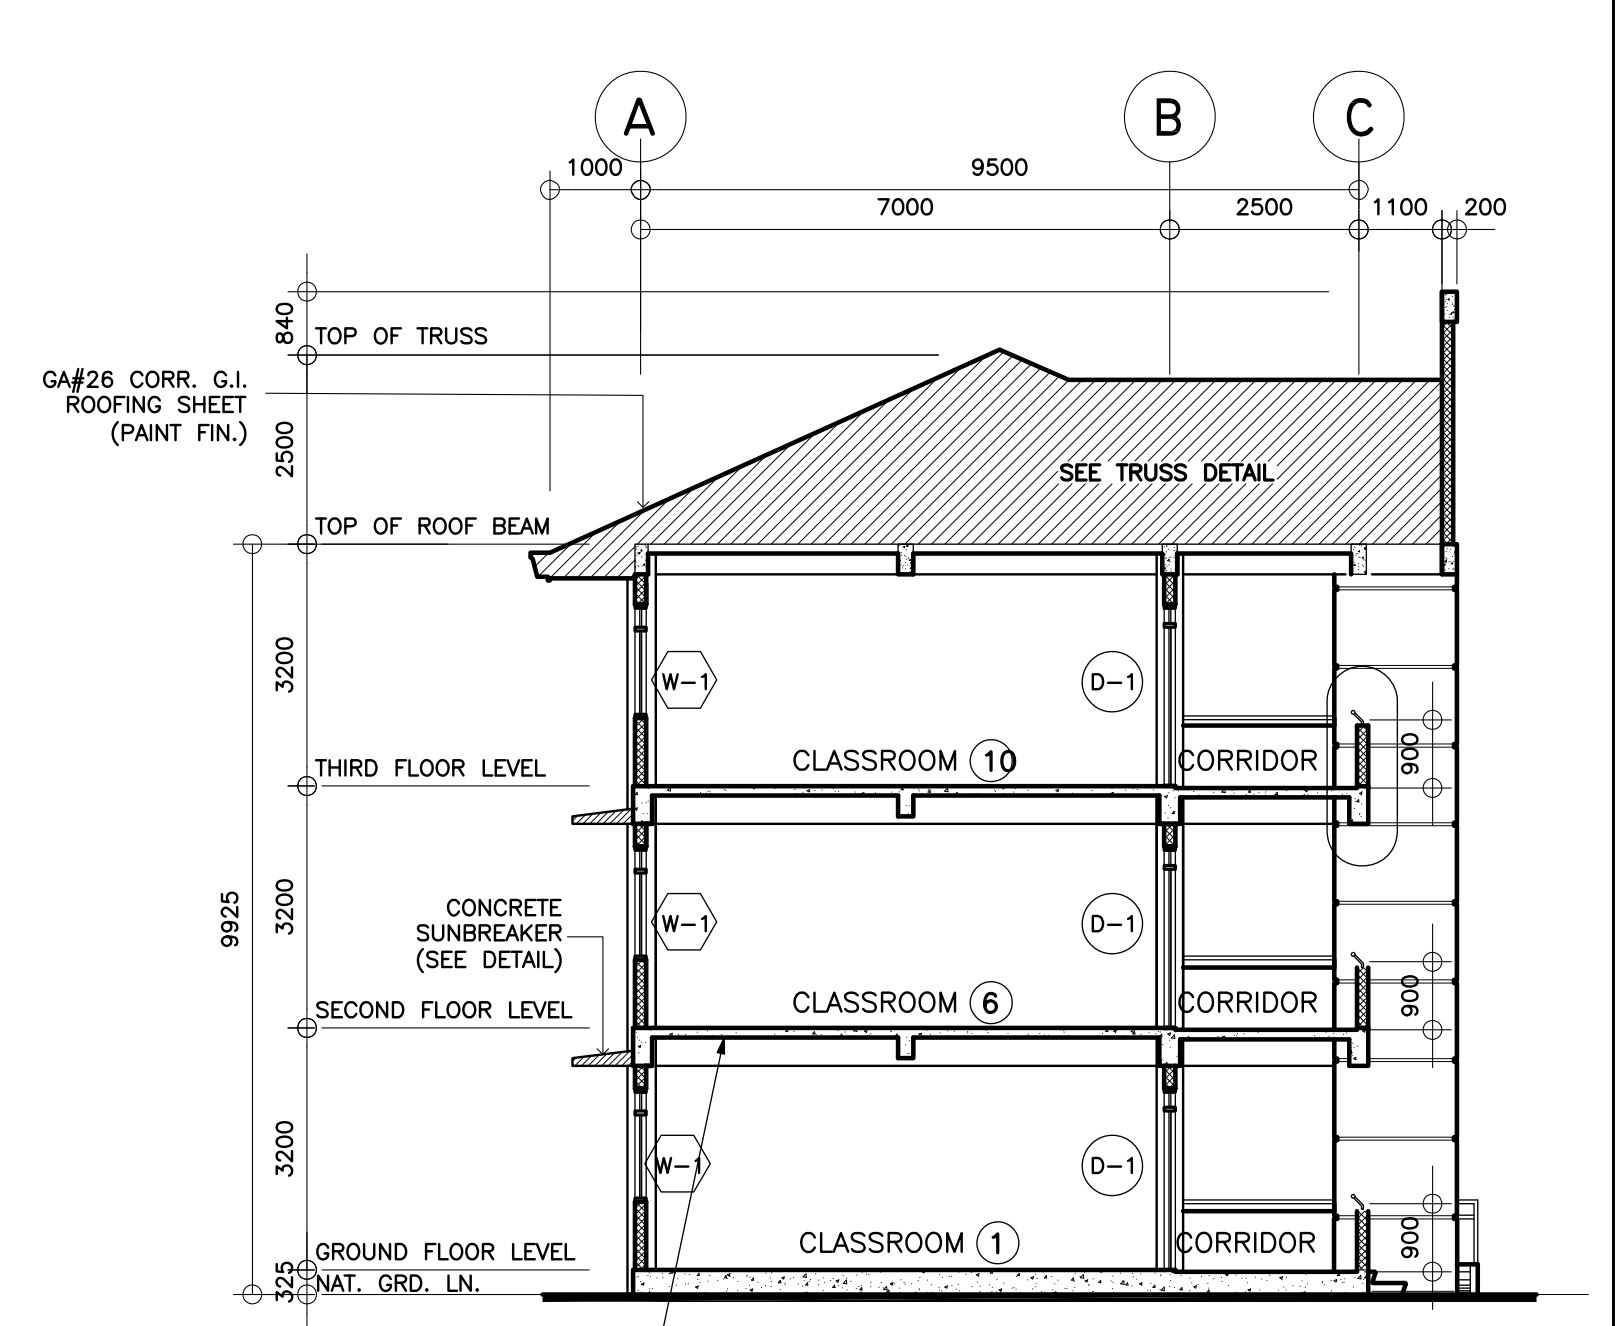 A
B
C
1000
9500
7000
2500
1100
200
840
TOP OF TRUSS
GA#26 CORR. G.I.
ROOFING SHEET
(PAINT FIN.)
2500
SEE TRUSS DETAIL
TOP OF ROOF BEAM
3200
W-1
D-1
900
CLASSROOM 10
CORRIDOR
THIRD FLOOR LEVEL
9925
3200
CONCRETE
SUNBREAKER
(SEE DETAIL)
W-1
D-1
900
CLASSROOM 6
CORRIDOR
SECOND FLOOR LEVEL
3200
W-1
D-1
900
CLASSROOM 1
CORRIDOR
GROUND FLOOR LEVEL
325
NAT. GRD. LN.